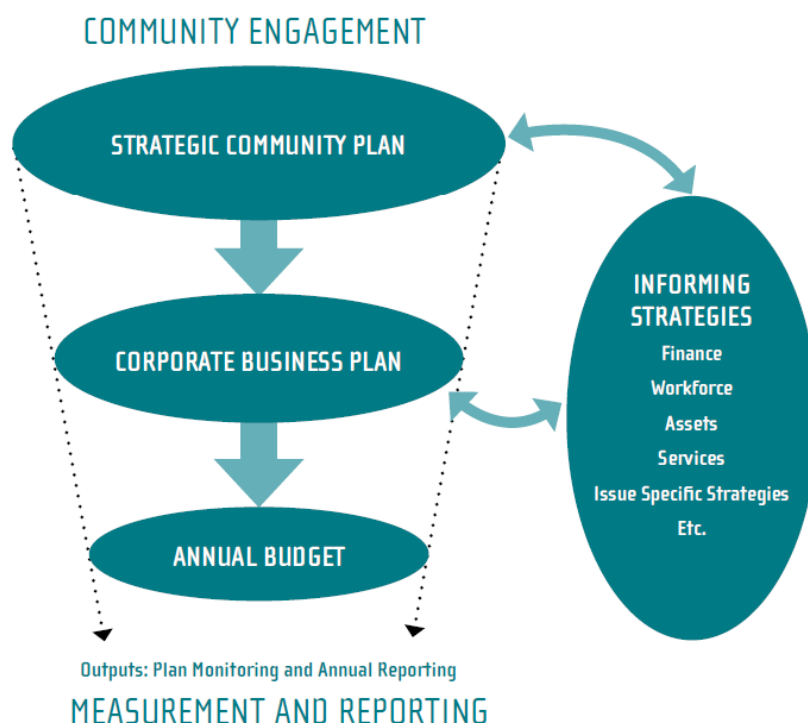 COMMUNITY ENGAGEMENT
STRATEGIC COMMUNITY PLAN
CORPORATE BUSINESS PLAN
ANNUAL BUDGET
INFORMING
STRATEGIES
Finance
Workforce
Assets
Services
Issue Specific Strategies
Etc.
Outputs: Plan Monitoring and Annual Reporting
MEASUREMENT AND REPORTING